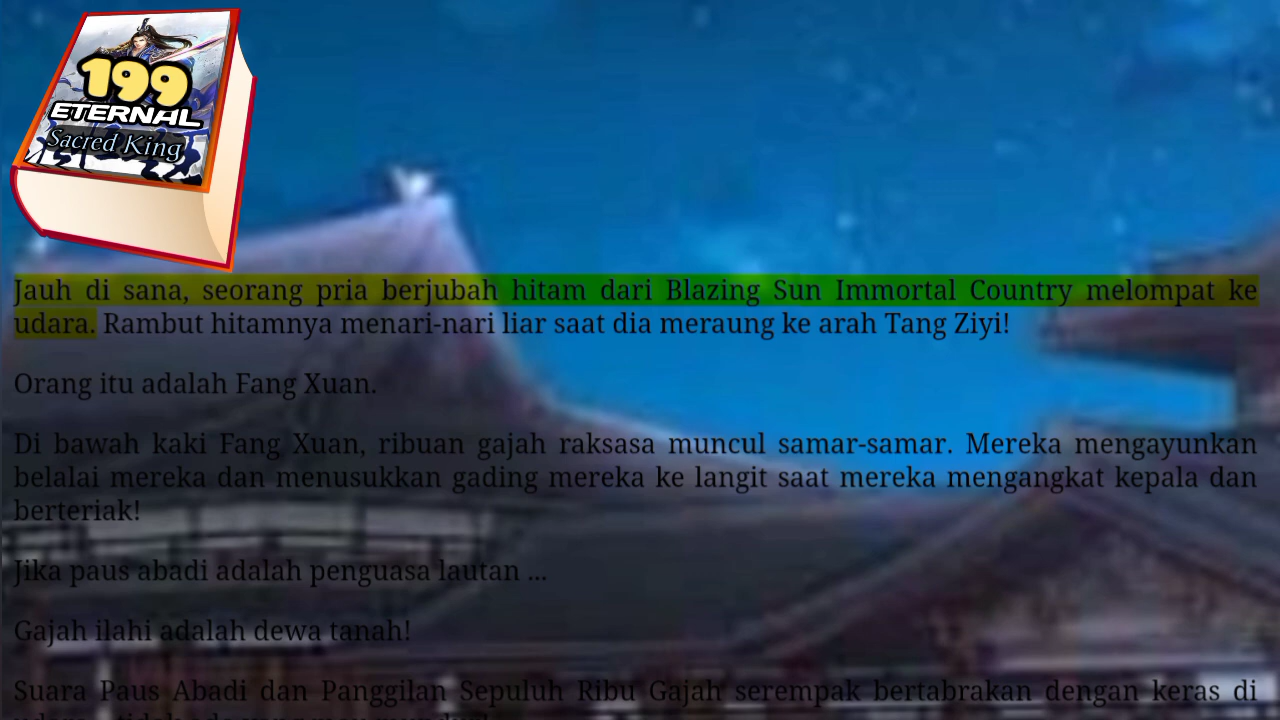 199
ETERNAL
Sacred King
Jauh di sana, seorang pria berjubah hitam dari Blazing Sun Immortal Country melompat ke
udara. Rambut hitamnya menari-nari liar saat dia meraung ke arah Tang Ziyi!
Orang itu adalah Fang Xuan.
Di bawah kaki Fang Xuan, ribuan gajah raksasa muncul samar-samar. Mereka mengayunkan
belalai mereka dan menusukkan gading mereka ke langit saat mereka mengangkat kepala dan
berteriak!
Jika paus abadi adalah penguasa lautan ...
Gajah ilahi adalah dewa tanah!
Suara Paus Abadi dan Panggilan Sepuluh Ribu Gajah serempak bertabrakan dengan keras di